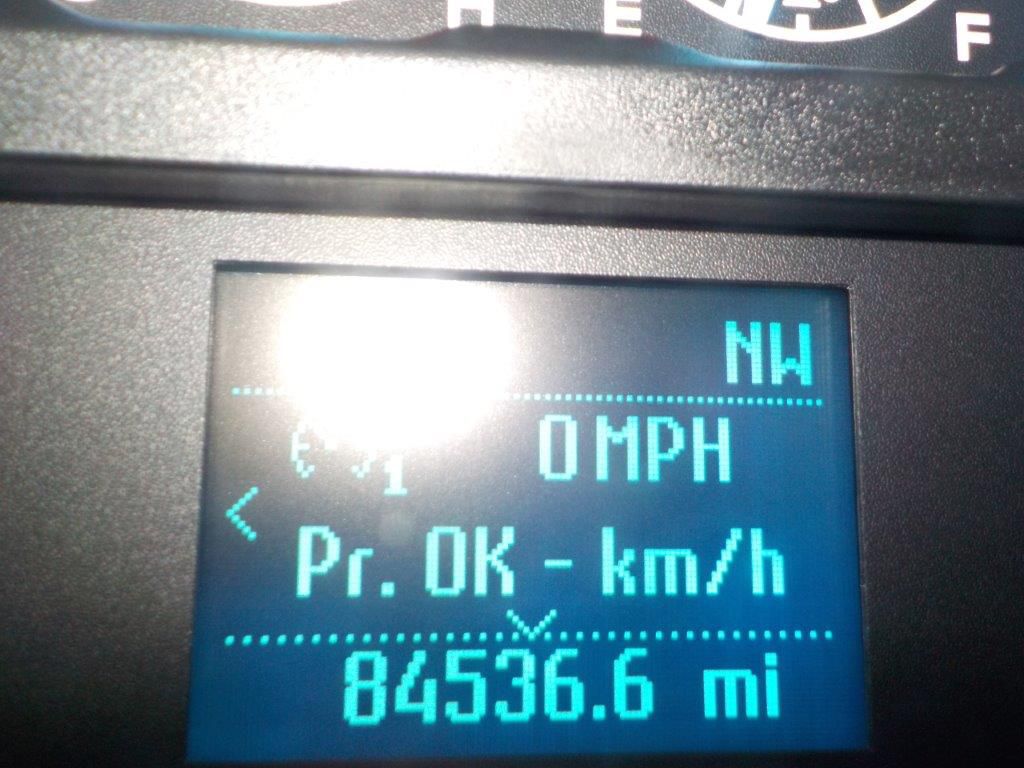 H E F
NW
0 MPH
Pr. OK - km/h
84536.6 mi